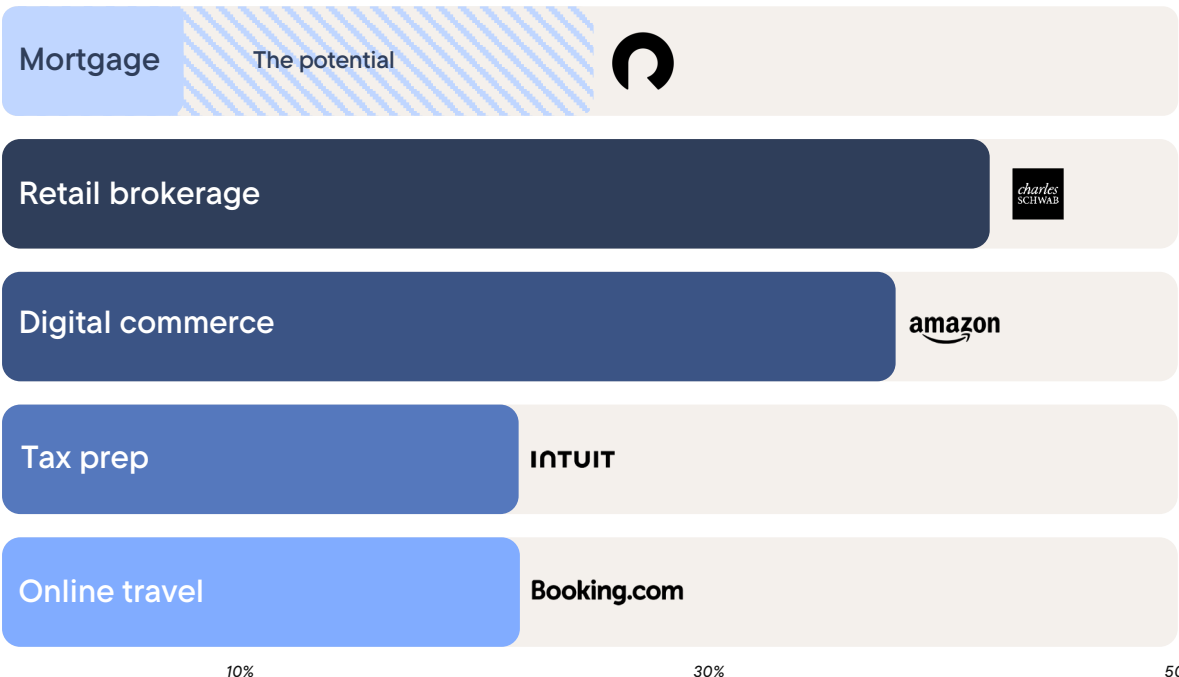 Mortgage
The potential
Retail brokerage
charles
SCHWAB
Digital commerce
amazon
Tax prep
INTUIT
Online travel
Booking.com
10%
30%